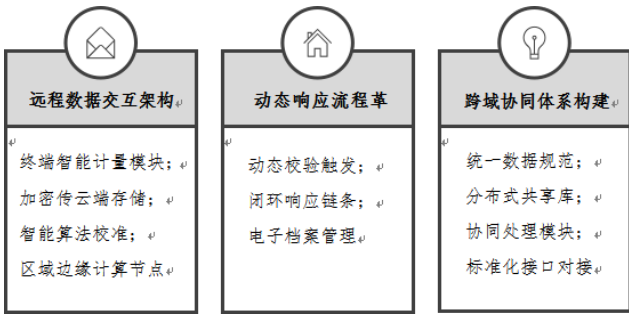 远程数据交互架构
终端智能计量模块；
加密传云端存储；
智能算法校准；
区域边缘计算节点
动态响应流程革
动态校验触发；
闭环响应链条；
电子档案管理
跨域协同体系构建
统一数据规范；
分布式共享库；
协同处理模块；
标准化接口对接